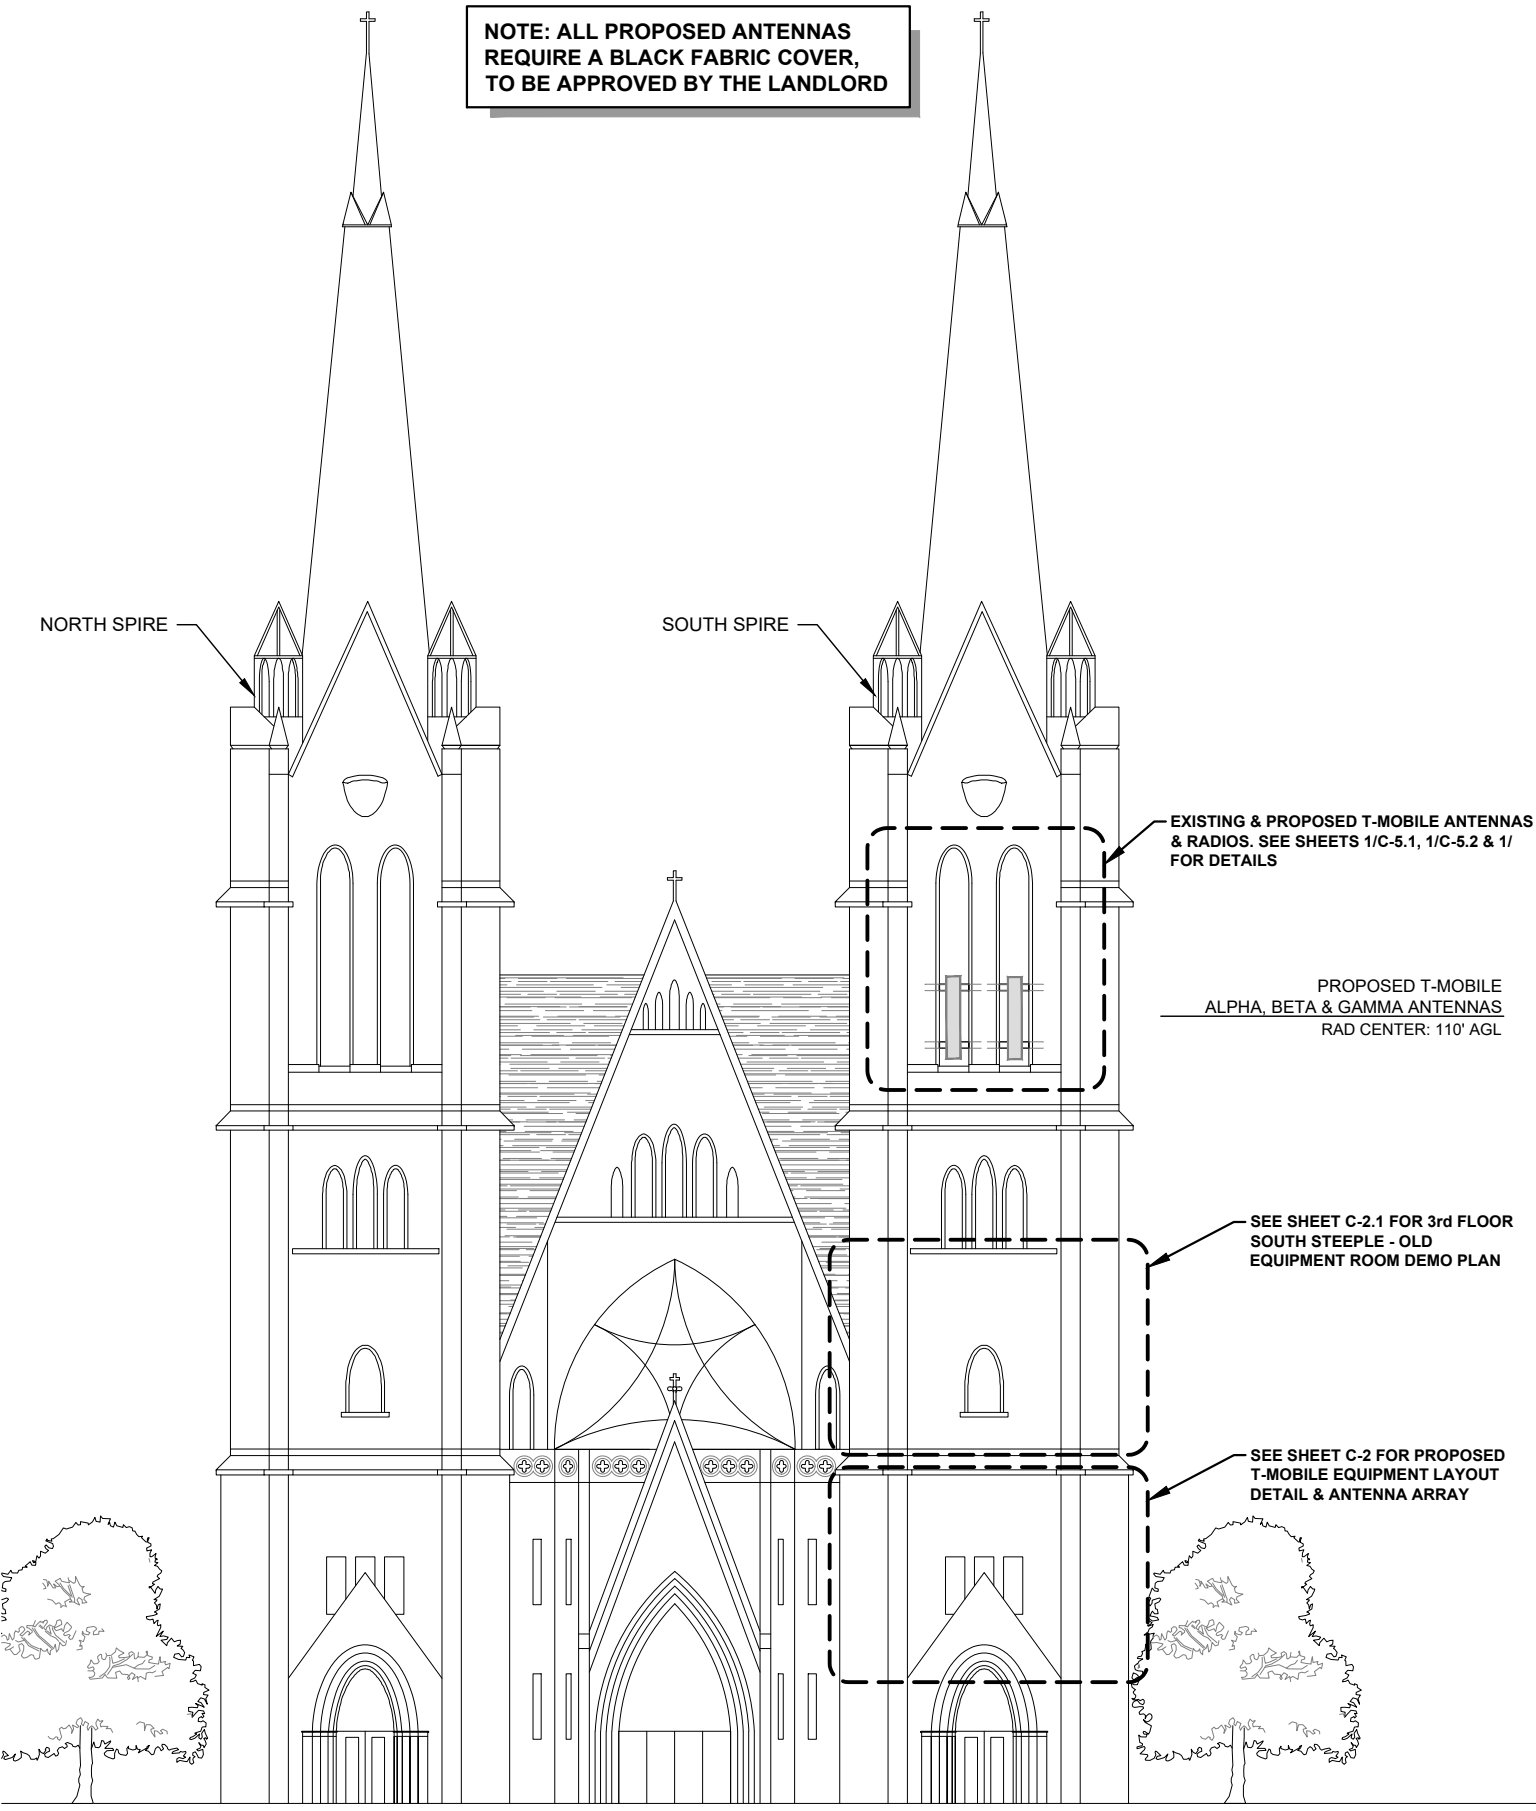 NOTE: ALL PROPOSED ANTENNAS
REQUIRE A BLACK FABRIC COVER,
TO BE APPROVED BY THE LANDLORD
NORTH SPIRE
SOUTH SPIRE
EXISTING & PROPOSED T-MOBILE ANTENNAS
& RADIOS. SEE SHEETS 1/C-5.1, 1/C-5.2 & 1/
FOR DETAILS
PROPOSED T-MOBILE
ALPHA, BETA & GAMMA ANTENNAS
RAD CENTER: 110' AGL
SEE SHEET C-2.1 FOR 3rd FLOOR
SOUTH STEEPLE - OLD
EQUIPMENT ROOM DEMO PLAN
SEE SHEET C-2 FOR PROPOSED
T-MOBILE EQUIPMENT LAYOUT
DETAIL & ANTENNA ARRAY